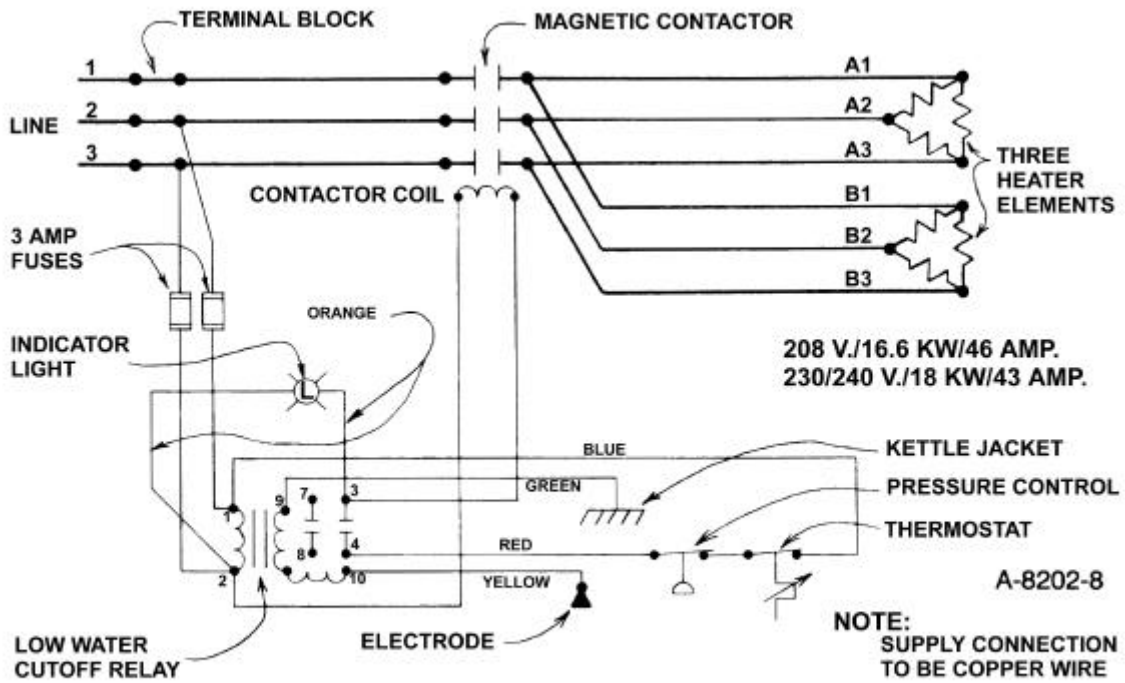 TERMINAL BLOCK
MAGNETIC CONTACTOR
1
A1
2
A2
LINE
3
A3
THREE
HEATER
ELEMENTS
CONTACTOR COIL
B1
3 AMP
FUSES
B2
B3
ORANGE
INDICATOR
LIGHT
L
208 V./16.6 KW/46 AMP.
230/240 V./18 KW/43 AMP.
BLUE
KETTLE JACKET
GREEN
PRESSURE CONTROL
1
9
7
3
THERMOSTAT
RED
8
4
2
10
YELLOW
A-8202-8
ELECTRODE
LOW WATER
CUTOFF RELAY
NOTE:
SUPPLY CONNECTION
TO BE COPPER WIRE